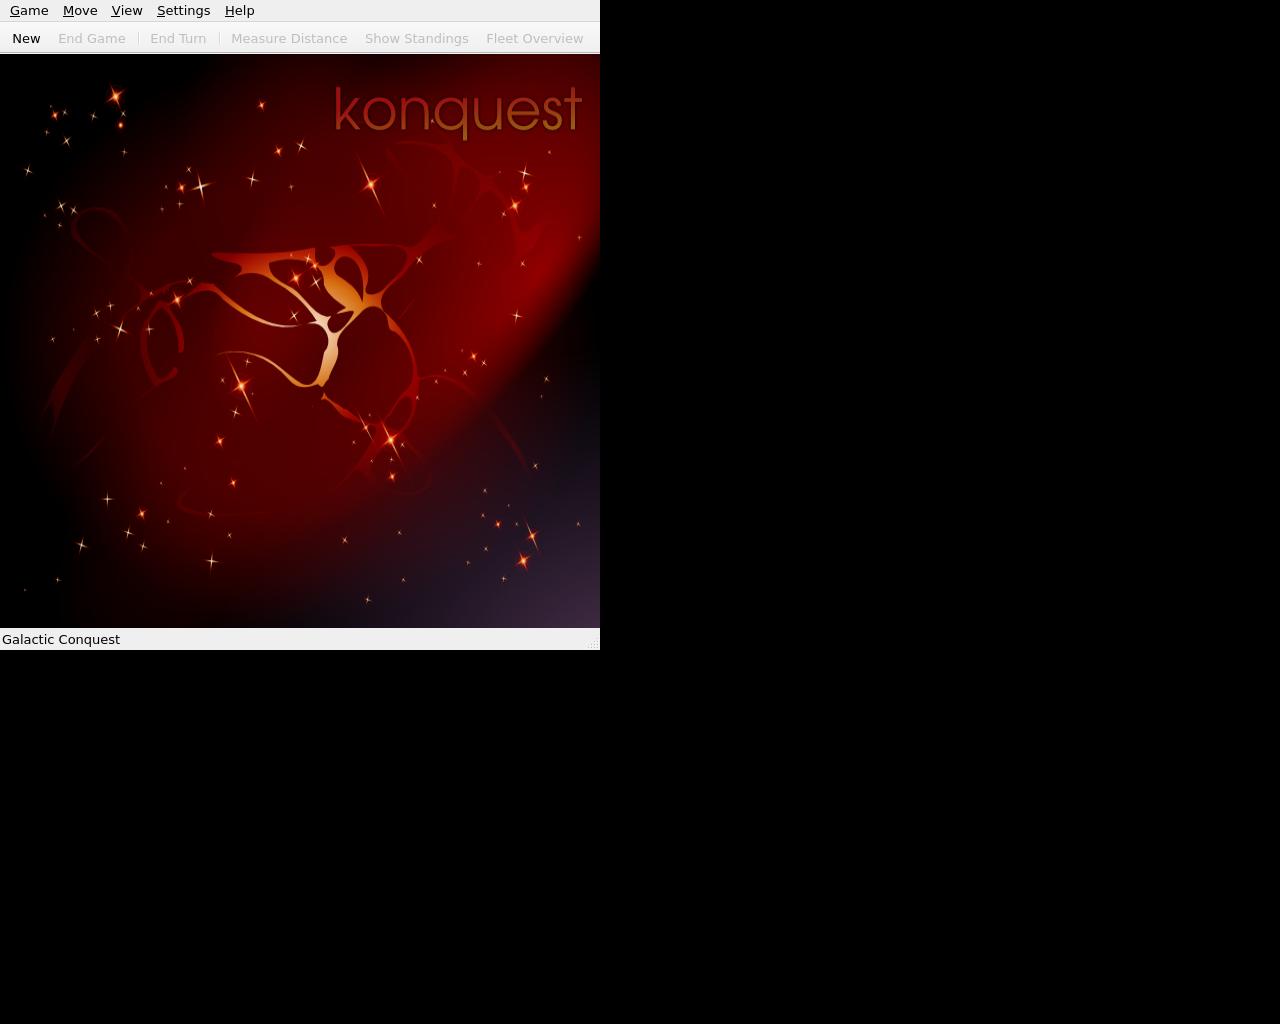 Game Move View Settings Help
New End Game End Turn Measure Distance Show Standings Fleet Overview
konquest
Galactic Conquest